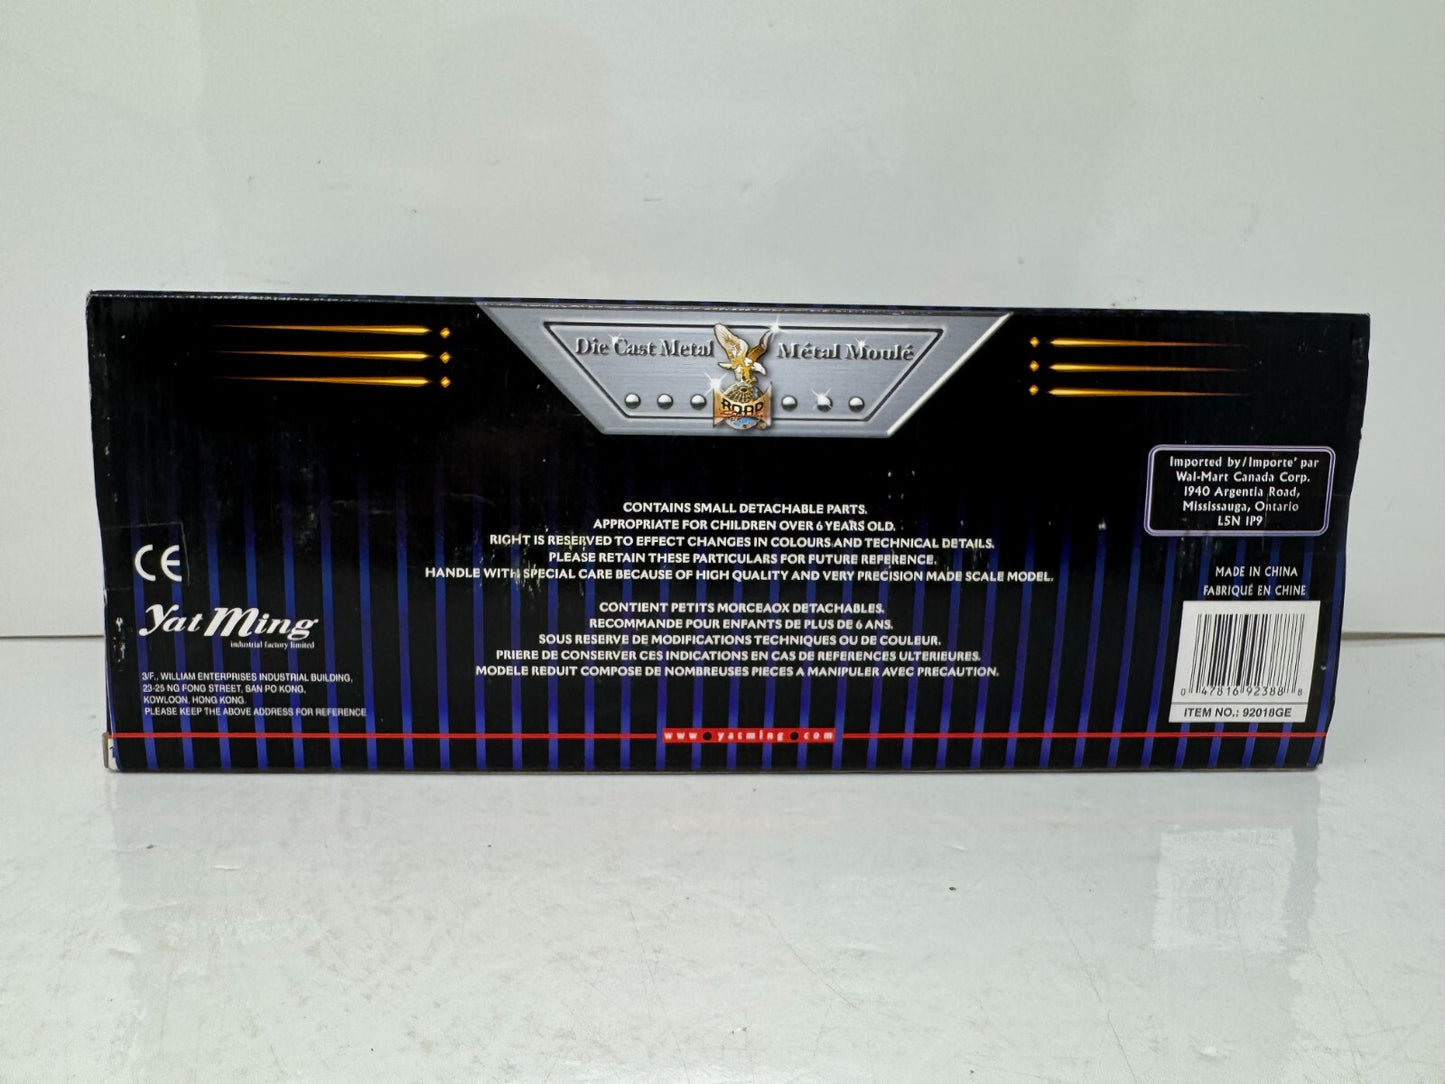 Die Cast Metal
Métal Moulé
ROAD
Imported by/Importe' par
Wal-Mart Canada Corp.
1940 Argentia Road,
Mississauga, Ontario
L5N 1P9
CONTAINS SMALL DETACHABLE PARTS.
APPROPRIATE FOR CHILDREN OVER 6 YEARS OLD.
RIGHT IS RESERVED TO EFFECT CHANGES IN COLOURS AND TECHNICAL DETAILS.
PLEASE RETAIN THESE PARTICULARS FOR FUTURE REFERENCE.
HANDLE WITH SPECIAL CARE BECAUSE OF HIGH QUALITY AND VERY PRECISION MADE SCALE MODEL.
CONTIENT PETITS MORCEAOX DETACHABLES.
RECOMMANDE POUR ENFANTS DE PLUS DE 6 ANS.
SOUS RESERVE DE MODIFICATIONS TECHNIQUES OU DE COULEUR.
PRIERE DE CONSERVER CES INDICATIONS EN CAS DE REFERENCES ULTERIEURES.
MODELE REDUIT COMPOSE DE NOMBREUSES PIECES A MANIPULER AVEC PRECAUTION.
CE
Yat Ming
industrial factory limited
3/F., WILLIAM ENTERPRISES INDUSTRIAL BUILDING,
23-25 NG FONG STREET, SAN PO KONG,
KOWLOON, HONG KONG.
PLEASE KEEP THE ABOVE ADDRESS FOR REFERENCE
MADE IN CHINA
FABRIQUÉ EN CHINE
0 47816 92388 8
ITEM NO.: 92018GE
www●yatming●com